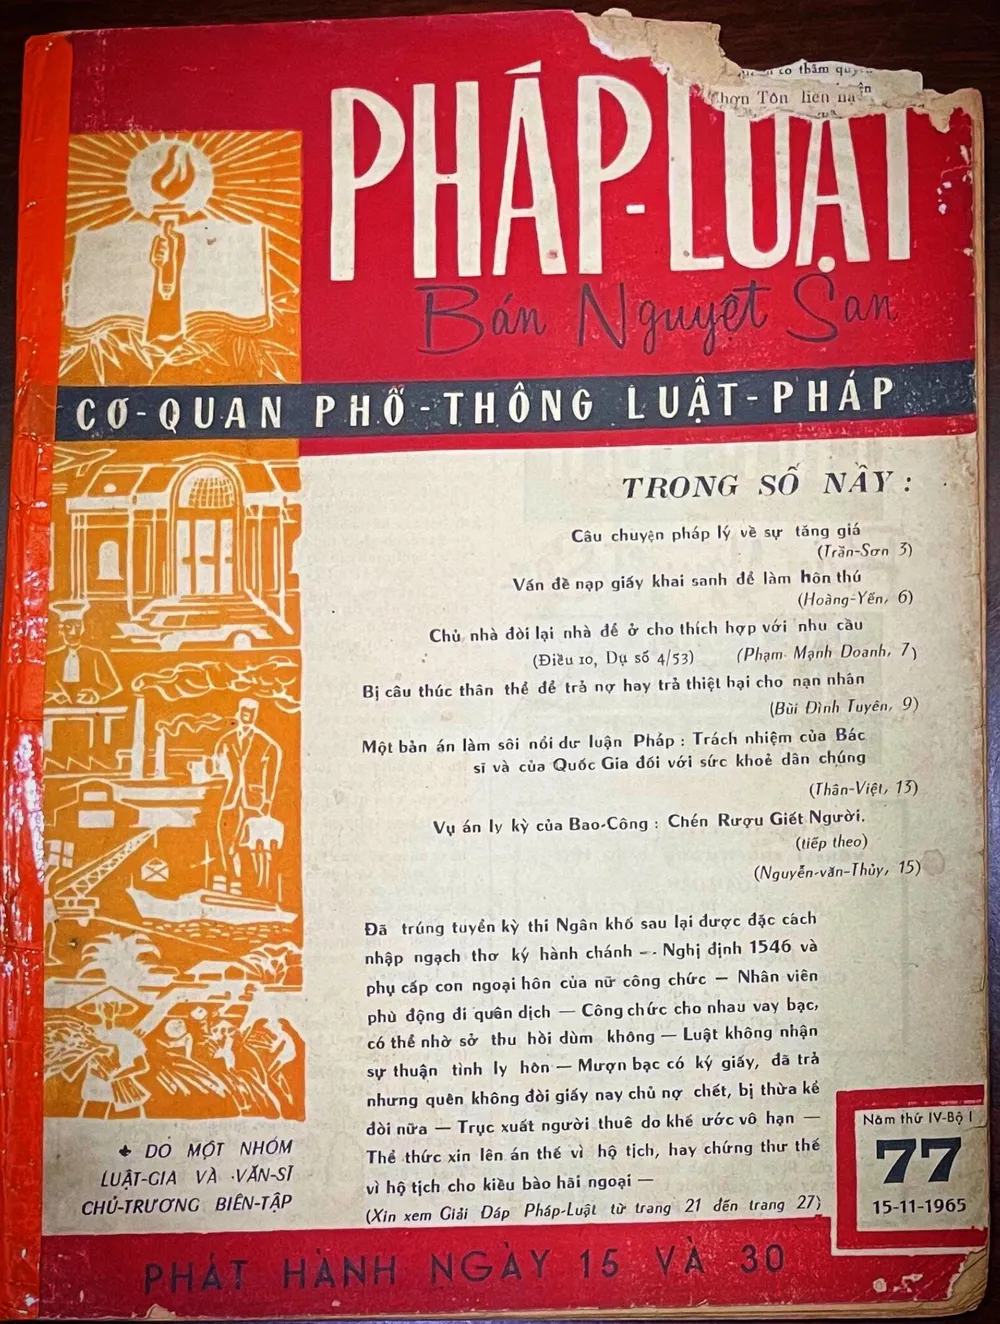 có thẩm
Chọn Tôn liên
PHÁP-LUẬT
Bán Nguyệt San
CƠ-QUAN PHỔ-THÔNG LUẬT-PHÁP
TRONG SỐ NÀY :
Câu chuyện pháp lý về sự tăng giá
(Trần-Sơn 3)
Vấn đề nạp giấy khai sanh để làm hôn thú
(Hoàng-Yến, 6)
Chủ nhà đòi lại nhà để ở cho thích hợp với nhu cầu
(Điều 10, Dụ số 4/53) (Phạm Mạnh Doanh, 7)
Bị câu thúc thân thể để trả nợ hay trả thiệt hại cho nạn nhân
(Bùi Đình Tuyên, 9)
Một bản án làm sôi nổi dư luận Pháp : Trách nhiệm của Bác
sĩ và của Quốc Gia đối với sức khoẻ dân chúng
(Thân-Việt, 13)
Vụ án ly kỳ của Bao-Công : Chén Rượu Giết Người.
(tiếp theo)
(Nguyễn-văn-Thủy, 15)
Đã trúng tuyển kỳ thi Ngân khố sau lại được đặc cách
nhập ngạch thơ ký hành chánh — Nghị định 1546 và
phụ cấp con ngoại hôn của nữ công chức — Nhân viên
phù động đi quân dịch — Công chức cho nhau vay bạc,
có thể nhờ sở thu hồi dùm không — Luật không nhận
sự thuận tình ly hôn — Mượn bạc có ký giấy, đã trả
nhưng quên không đòi giấy nay chủ nợ chết, bị thừa kế
đòi nữa — Trục xuất người thuê do khế ước vô hạn —
Thể thức xin lên án thế vì hộ tịch, hay chứng thư thế
vì hộ tịch cho kiều bào hải ngoại —
(Xin xem Giải Đáp Pháp-Luật từ trang 21 đến trang 27)
DO MỘT NHÓM
LUẬT-GIA VÀ VĂN-SĨ
CHỦ-TRƯƠNG BIÊN-TẬP
Năm thứ IV-Bộ I
77
15-11-1965
PHÁT HÀNH NGÀY 15 VÀ 30